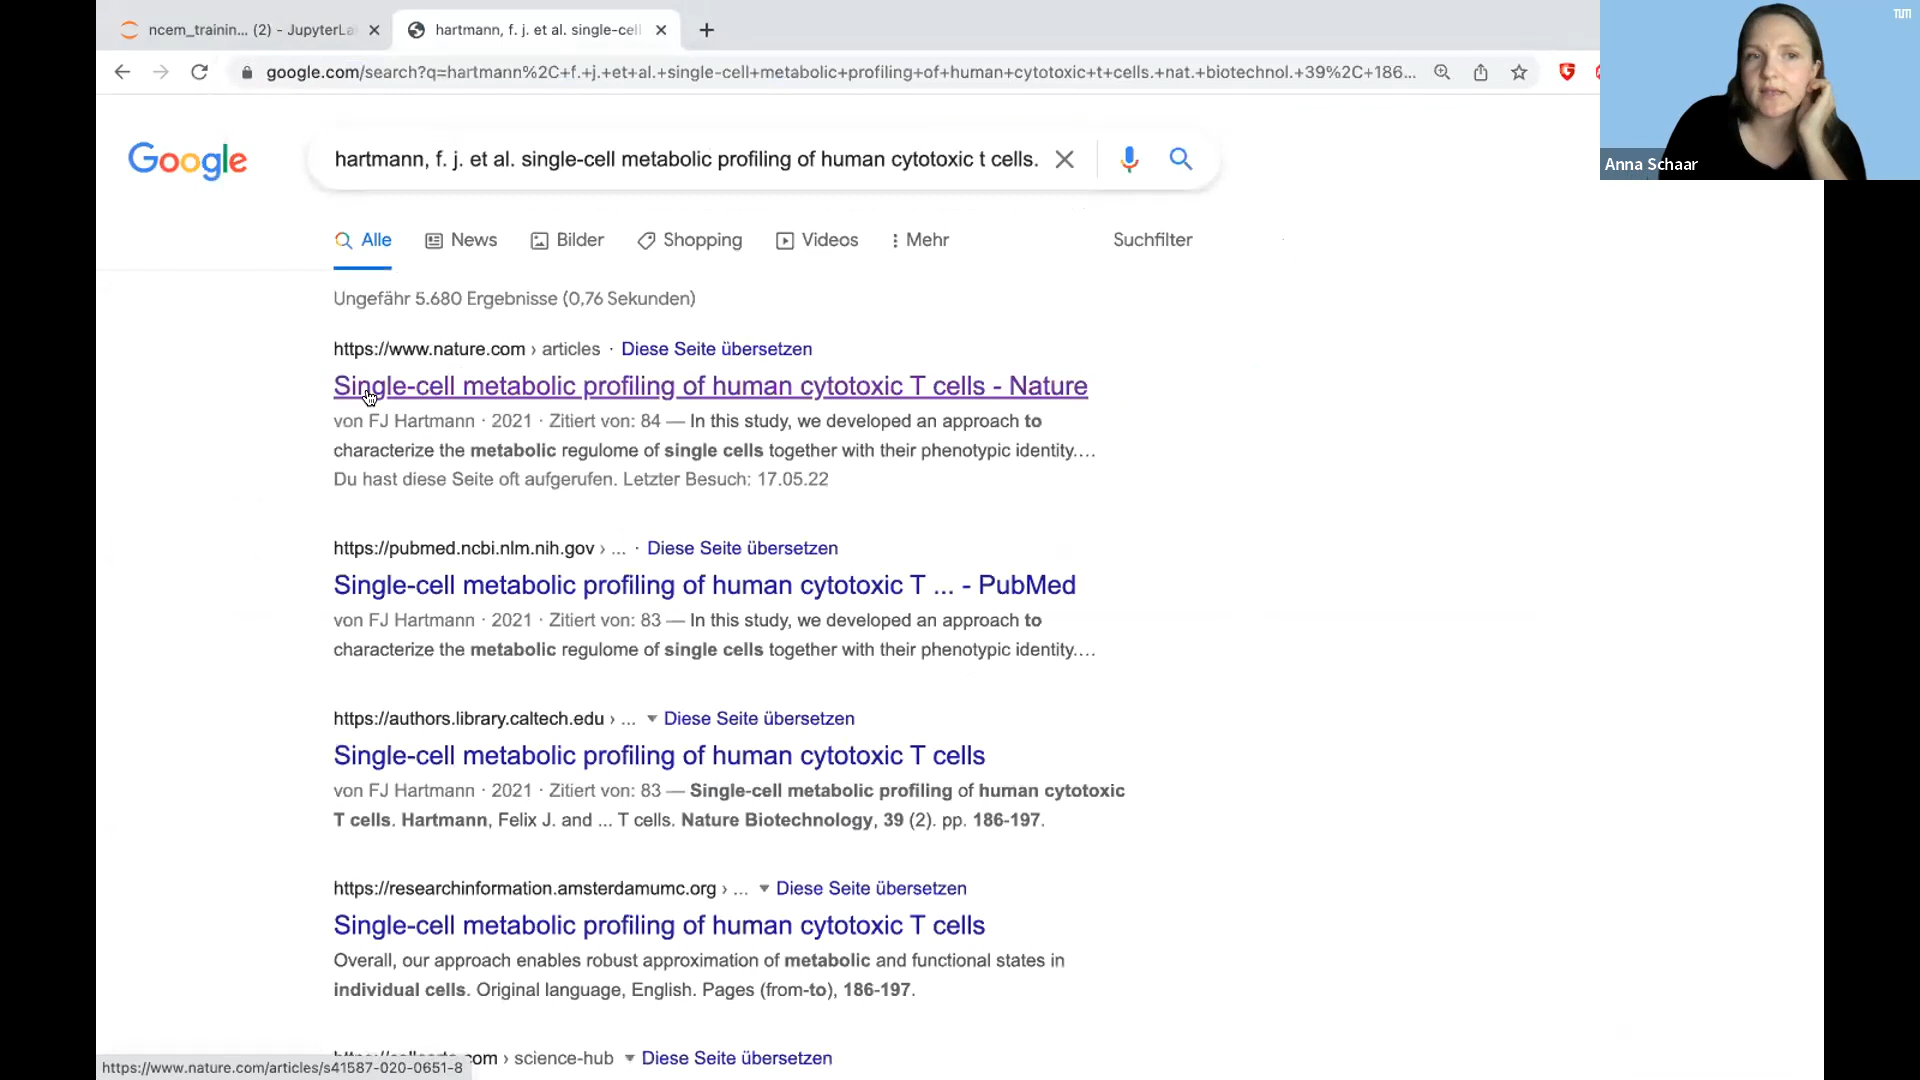 ncem_trainin... (2) - JupyterLa
hartmann, f. j. et al. single-cell
google.com/search?q=hartmann%2C+f.+j.+et+al.+single-cell+metabolic+profiling+of+human+cytotoxic+t+cells.+nat.+biotechnol.+39%2C+186...
TUM
Anna Schaar
Google
hartmann, f. j. et al. single-cell metabolic profiling of human cytotoxic t cells.
Alle
News
Bilder
Shopping
Videos
Mehr
Suchfilter
Ungefähr 5.680 Ergebnisse (0,76 Sekunden)
https://www.nature.com › articles · Diese Seite übersetzen
Single-cell metabolic profiling of human cytotoxic T cells - Nature
von FJ Hartmann · 2021 · Zitiert von: 84 — In this study, we developed an approach to
characterize the metabolic regulome of single cells together with their phenotypic identity....
Du hast diese Seite oft aufgerufen. Letzter Besuch: 17.05.22
https://pubmed.ncbi.nlm.nih.gov › ... · Diese Seite übersetzen
Single-cell metabolic profiling of human cytotoxic T ... - PubMed
von FJ Hartmann · 2021 · Zitiert von: 83 — In this study, we developed an approach to
characterize the metabolic regulome of single cells together with their phenotypic identity....
https://authors.library.caltech.edu › ... Diese Seite übersetzen
Single-cell metabolic profiling of human cytotoxic T cells
von FJ Hartmann · 2021 · Zitiert von: 83 — Single-cell metabolic profiling of human cytotoxic
T cells. Hartmann, Felix J. and ... T cells. Nature Biotechnology, 39 (2). pp. 186-197.
https://researchinformation.amsterdamumc.org › ... Diese Seite übersetzen
Single-cell metabolic profiling of human cytotoxic T cells
Overall, our approach enables robust approximation of metabolic and functional states in
individual cells. Original language, English. Pages (from-to), 186-197.
› science-hub Diese Seite übersetzen
https://www.nature.com/articles/s41587-020-0651-8